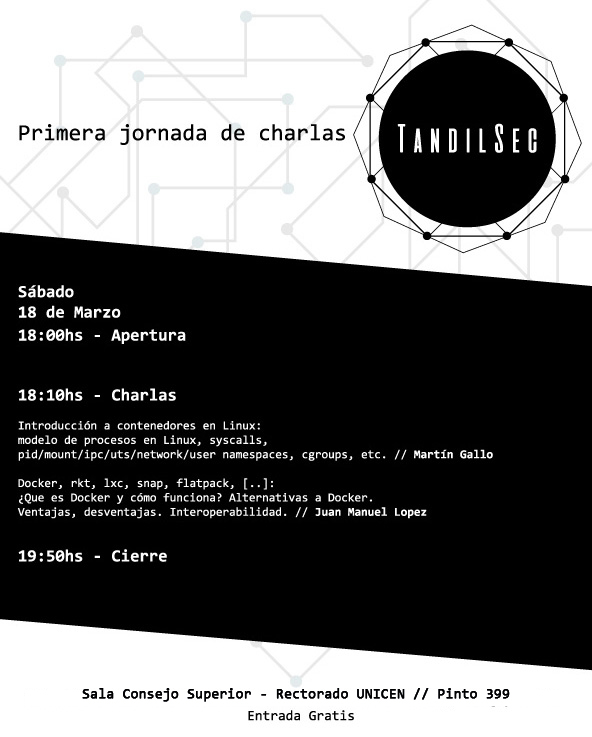 Primera jornada de charlas
TANDILSEC
Sábado
18 de Marzo
18:00hs - Apertura
18:10hs - Charlas
Introducción a contenedores en Linux:
modelo de procesos en Linux, syscalls,
pid/mount/ipc/uts/network/user namespaces, cgroups, etc. // Martín Gallo
Docker, rkt, lxc, snap, flatpack, [..]:
¿Que es Docker y cómo funciona? Alternativas a Docker.
Ventajas, desventajas. Interoperabilidad. // Juan Manuel Lopez
19:50hs - Cierre
Sala Consejo Superior - Rectorado UNICEN // Pinto 399
Entrada Gratis